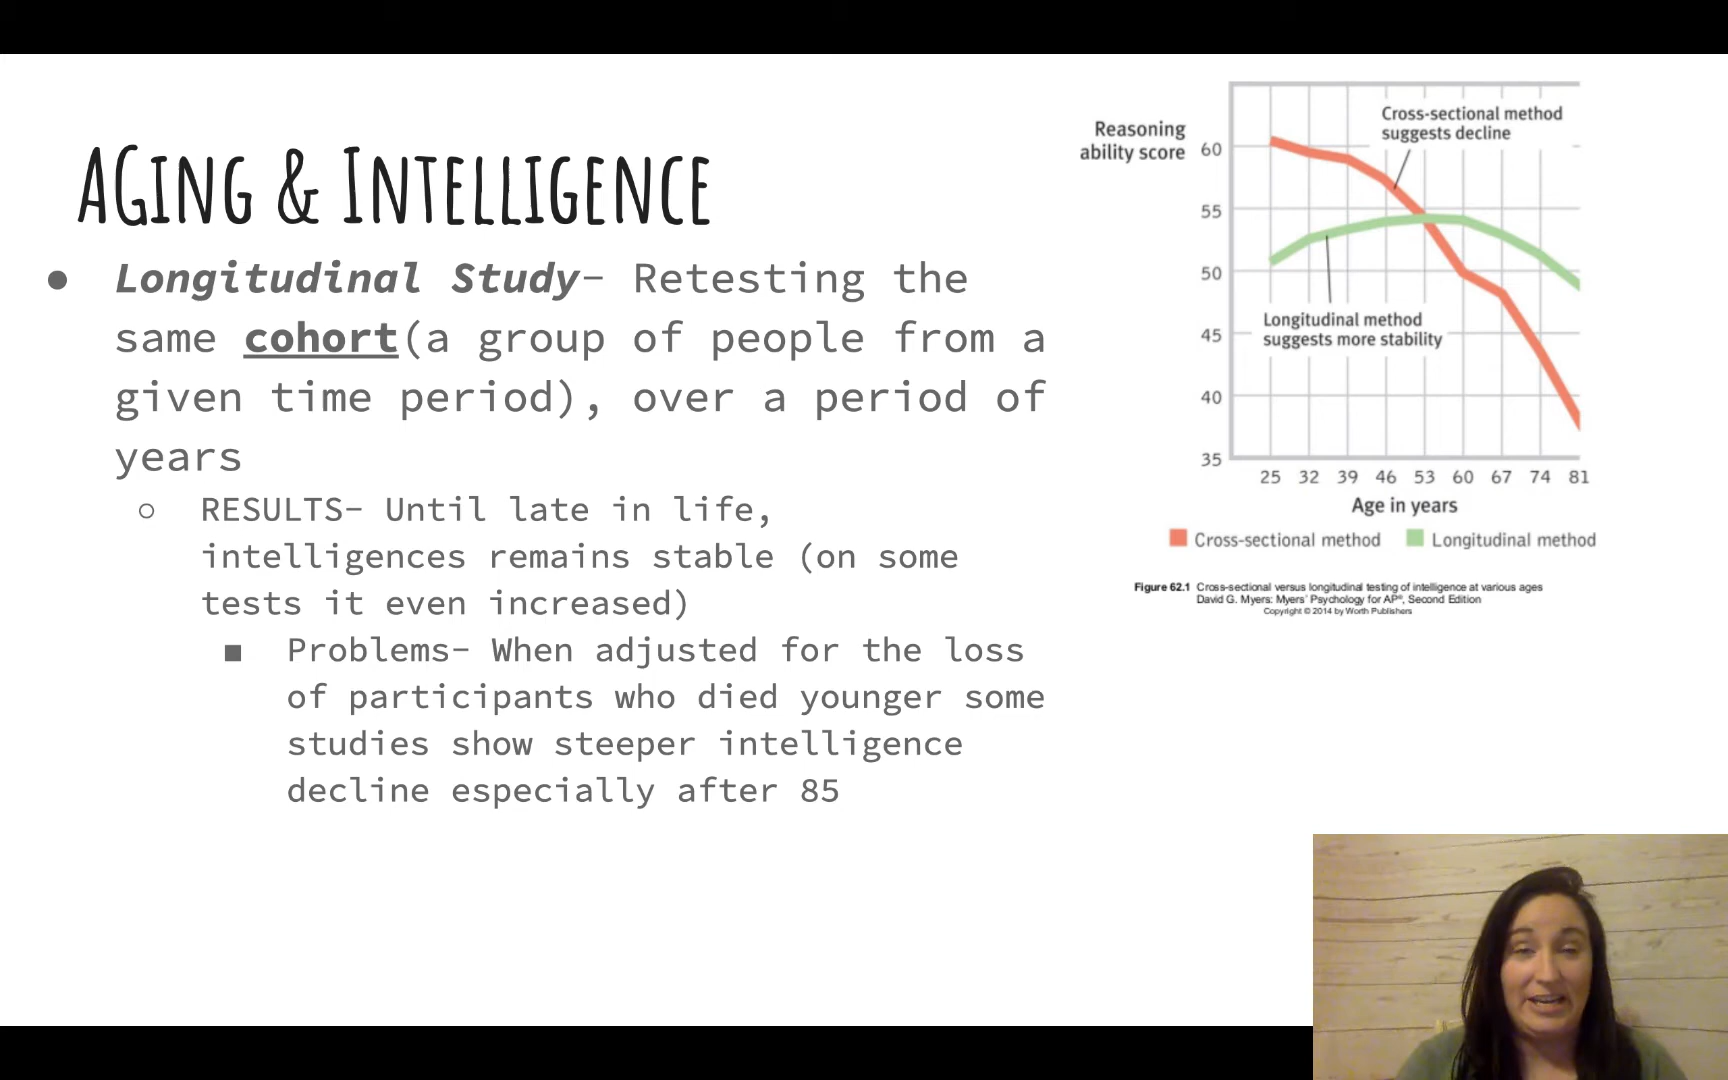 AGING & INTELLIGENCE
● Longitudinal Study- Retesting the
same cohort(a group of people from a
given time period), over a period of
years
○ RESULTS- Until late in life,
intelligences remains stable (on some
tests it even increased)
■ Problems- When adjusted for the loss
of participants who died younger some
studies show steeper intelligence
decline especially after 85
Reasoning
ability score
60
55
50
45
40
35
Cross-sectional method
suggests decline
Longitudinal method
suggests more stability
25 32 39 46 53 60 67 74 81
Age in years
Cross-sectional method Longitudinal method
Figure 62.1 Cross-sectional versus longitudinal testing of intelligence at various ages
David G. Myers: Myers' Psychology for AP®, Second Edition
Copyright © 2014 by Worth Publishers